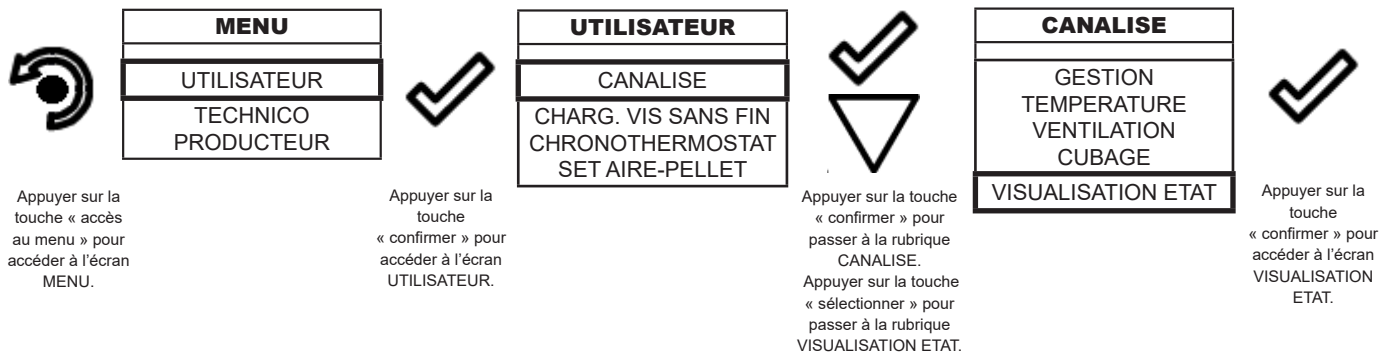 MENU
UTILISATEUR
TECHNICO
PRODUCTEUR
UTILISATEUR
CANALISE
CHARG. VIS SANS FIN
CHRONOTHERMOSTAT
SET AIRE-PELLET
CANALISE
GESTION
TEMPERATURE
VENTILATION
CUBAGE
VISUALISATION ETAT
Appuyer sur la
touche « accès
au menu » pour
accéder à l'écran
MENU.
Appuyer sur la
touche
« confirmer » pour
accéder à l'écran
UTILISATEUR.
Appuyer sur la touche
« confirmer » pour
passer à la rubrique
CANALISE.
Appuyer sur la touche
« sélectionner » pour
passer à la rubrique
VISUALISATION ETAT.
Appuyer sur la
touche
« confirmer » pour
accéder à l'écran
VISUALISATION
ETAT.